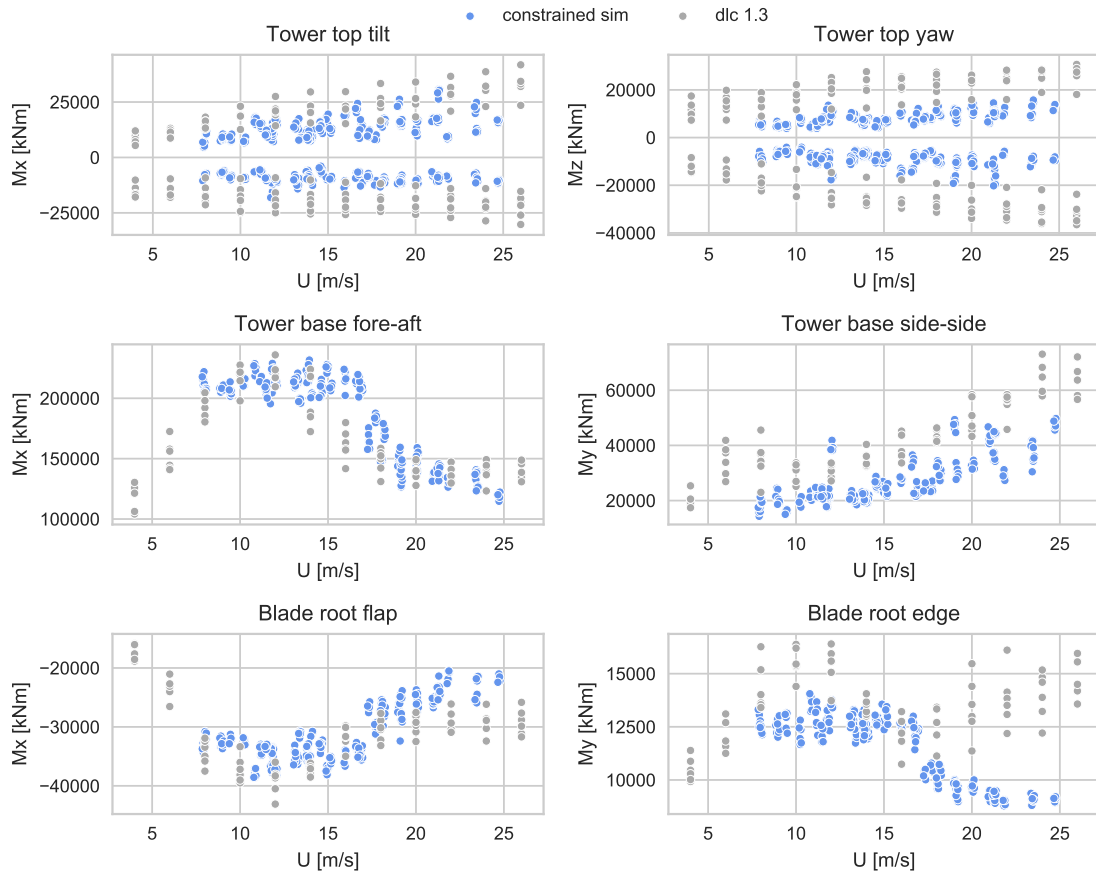 constrained sim dlc 1.3
Tower top tilt Tower top yaw
Mx [kNm]
25000
0
−25000
5 10 15 20 25
U [m/s]
Mz [kNm]
20000
0
−20000
−40000
5 10 15 20 25
U [m/s]
Tower base fore-aft Tower base side-side
Mx [kNm]
200000
150000
100000
5 10 15 20 25
U [m/s]
My [kNm]
60000
40000
20000
5 10 15 20 25
U [m/s]
Blade root flap Blade root edge
Mx [kNm]
−20000
−30000
−40000
5 10 15 20 25
U [m/s]
My [kNm]
15000
12500
10000
5 10 15 20 25
U [m/s]